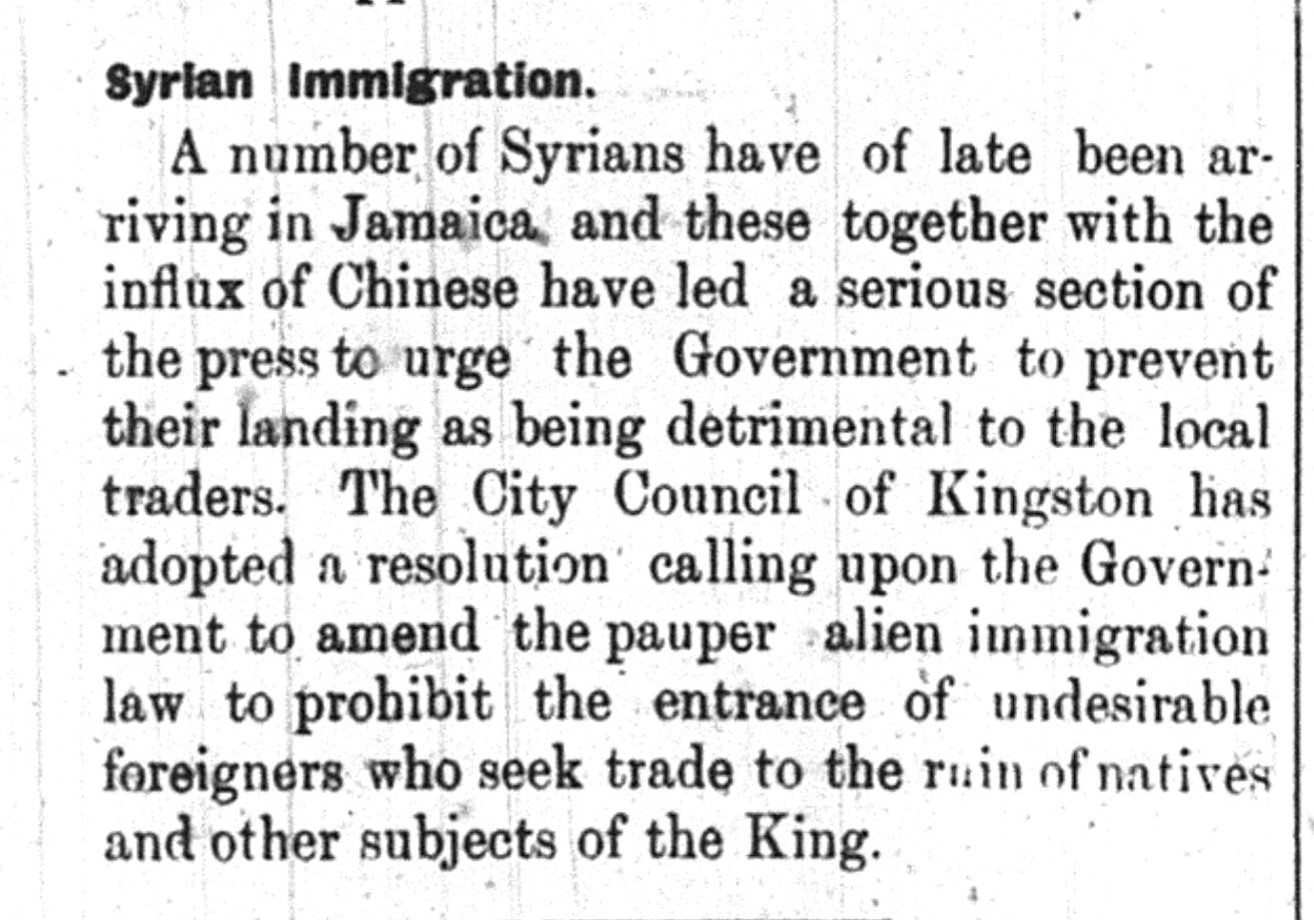 Syrian Immigration.
A number of Syrians have of late been ar-
riving in Jamaica and these together with the
influx of Chinese have led a serious section of
the press to urge the Government to prevent
their landing as being detrimental to the local
traders. The City Council of Kingston has
adopted a resolution calling upon the Govern-
ment to amend the pauper alien immigration
law to prohibit the entrance of undesirable
foreigners who seek trade to the ruin of natives
and other subjects of the King.